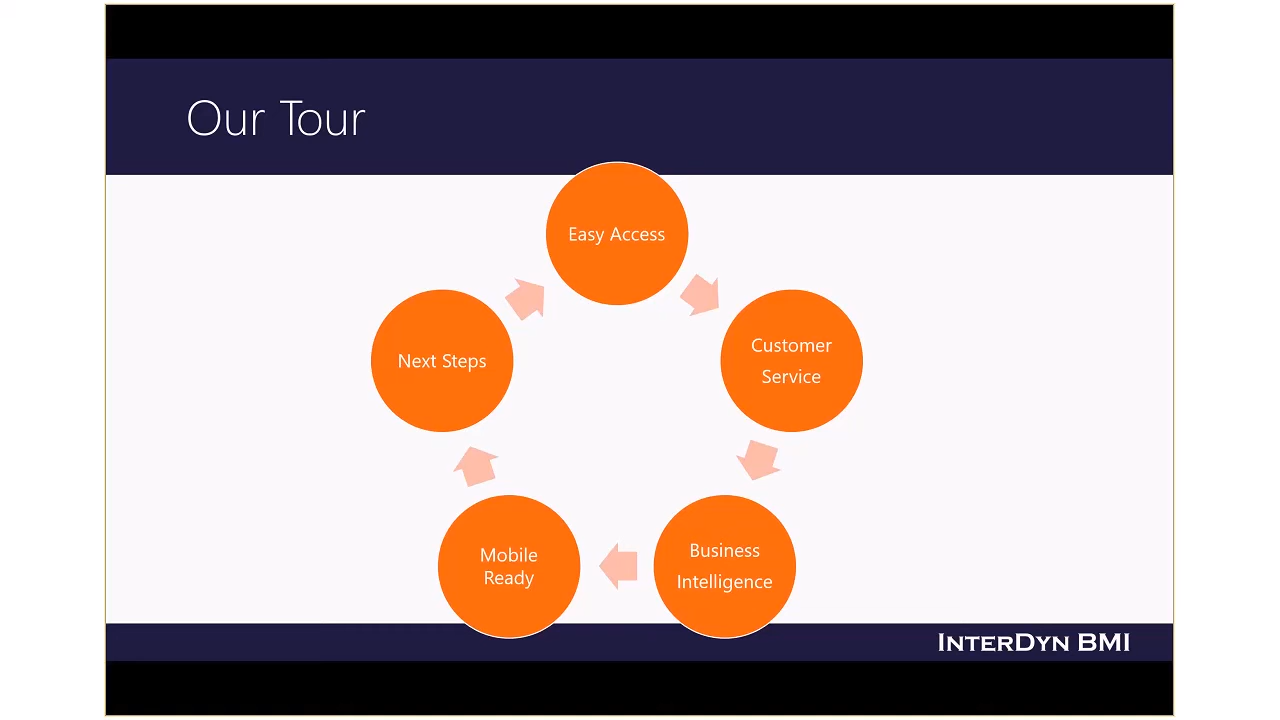 Our Tour
Easy Access
Customer
Service
Business
Intelligence
Mobile
Ready
Next Steps
INTERDYN BMI